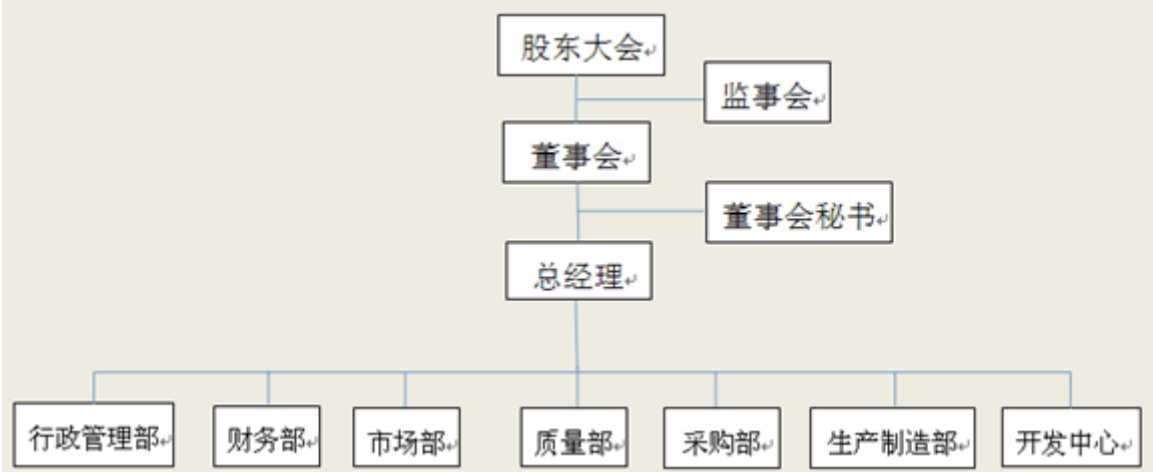 股东大会
监事会
董事会
董事会秘书
总经理
行政管理部
财务部
市场部
质量部
采购部
生产制造部
开发中心